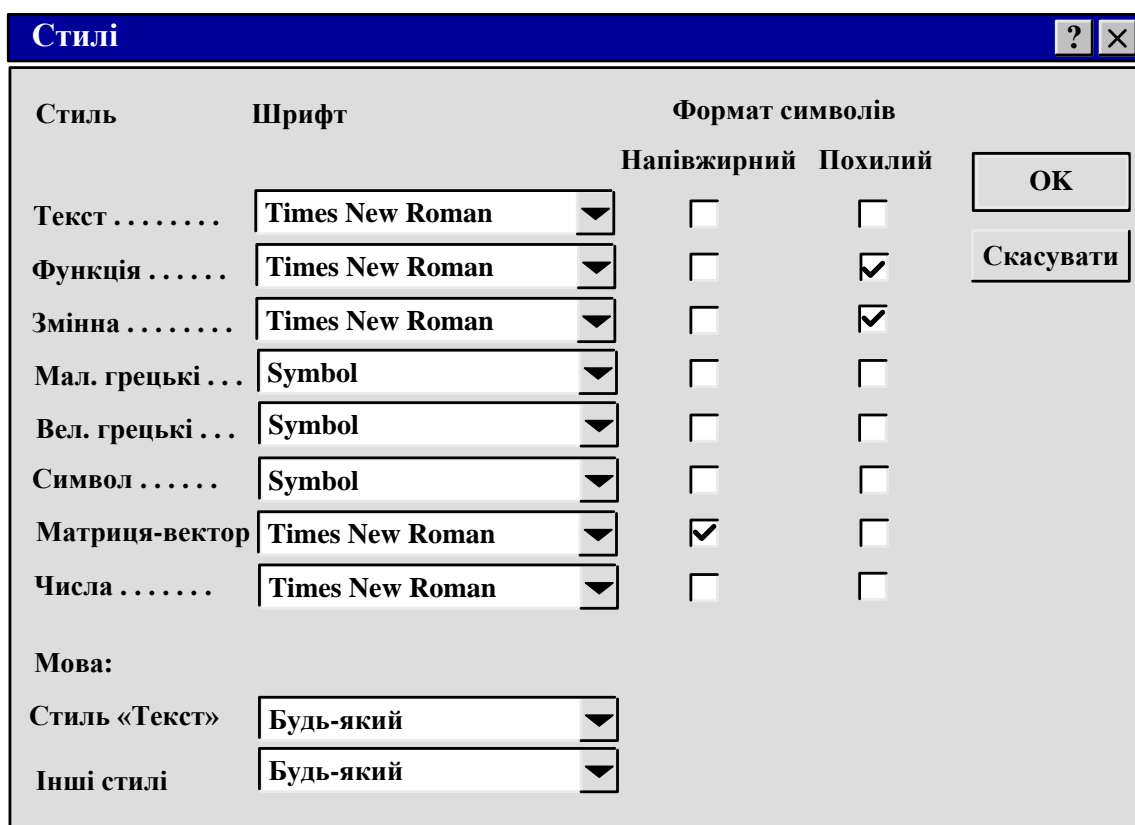 Стилі ?
Стиль Шрифт Формат символів
Напівжирний Похилий
OK
Текст . . . . . . . . Times New Roman
Функція . . . . . . Times New Roman
Скасувати
Змінна . . . . . . . . Times New Roman
Мал. грецькі . . . Symbol
Вел. грецькі . . . Symbol
Символ . . . . . . Symbol
Матриця-вектор Times New Roman
Числа . . . . . . . Times New Roman
Мова:
Стиль «Текст» Будь-який
Інші стилі Будь-який